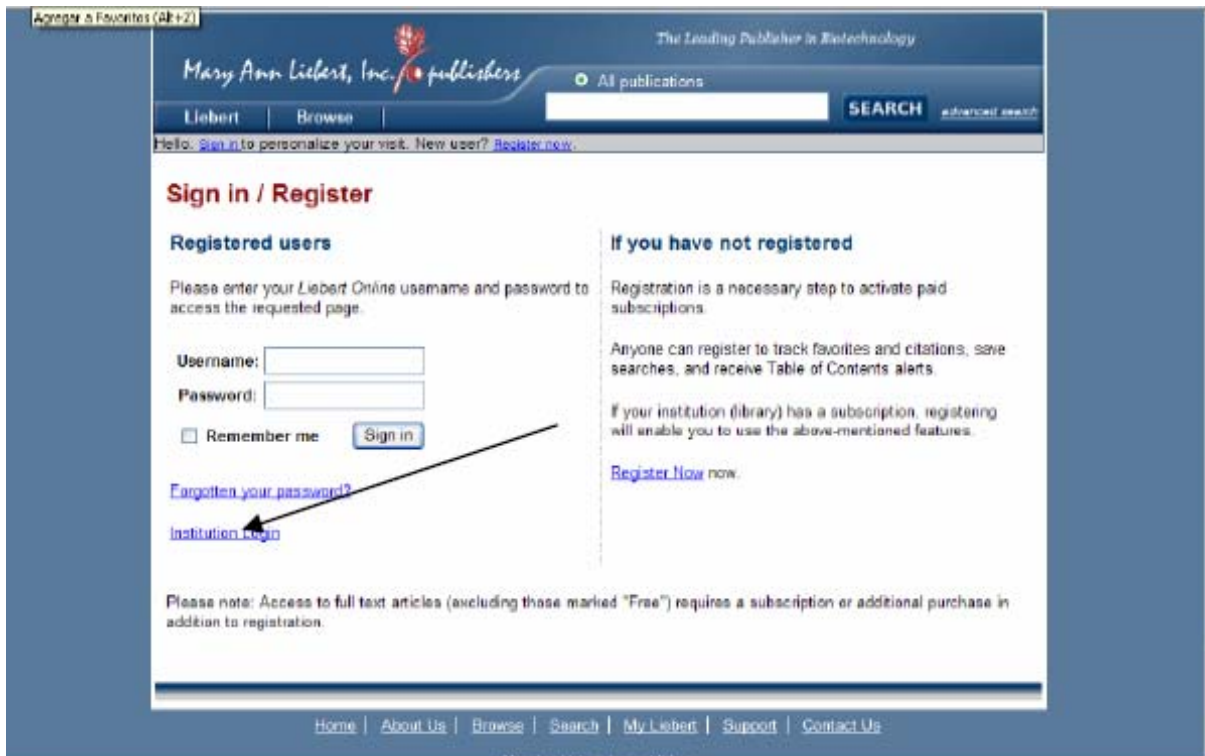 Agregar a Favoritos (Alt+Z)
The Leading Publisher in Biotechnology
Mary Ann Liebert, Inc. publishers
All publications
SEARCH advanced search
Liebert | Browse |
Hello. Sign in to personalize your visit. New user? Register now.
Sign in / Register
Registered users
Please enter your Liebert Online username and password to
access the requested page.
Username:
Password:
Remember me Sign in
Forgotten your password?
Institution Login
If you have not registered
Registration is a necessary step to activate paid
subscriptions.
Anyone can register to track favorites and citations, save
searches, and receive Table of Contents alerts.
If your institution (library) has a subscription, registering
will enable you to use the above-mentioned features.
Register Now now.
Please note: Access to full text articles (excluding those marked "Free") requires a subscription or additional purchase in
addition to registration.
Home | About Us | Browse | Search | My Liebert | Support | Contact Us